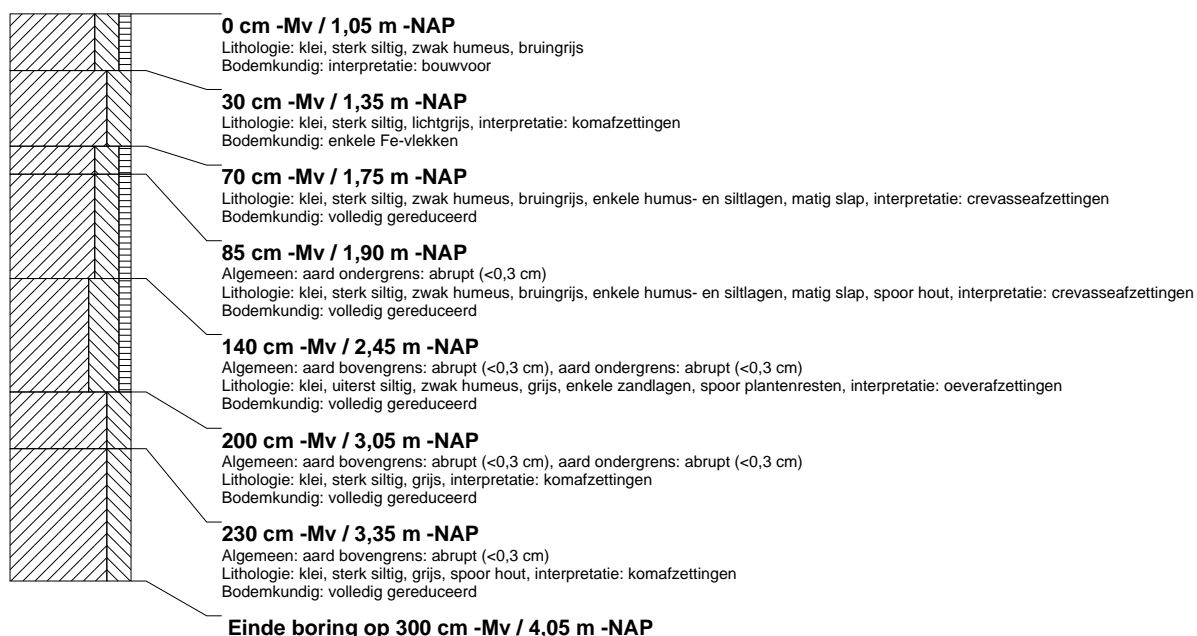 0 cm -Mv / 1,05 m -NAP
Lithologie: klei, sterk siltig, zwak humeus, bruingrijs
Bodemkundig: interpretatie: bouwvoor
30 cm -Mv / 1,35 m -NAP
Lithologie: klei, sterk siltig, lichtgrijs, interpretatie: komafzettingen
Bodemkundig: enkele Fe-vlekken
70 cm -Mv / 1,75 m -NAP
Lithologie: klei, sterk siltig, zwak humeus, bruingrijs, enkele humus- en siltlagen, matig slap, interpretatie: crevasseafzettingen
Bodemkundig: volledig gereduceerd
85 cm -Mv / 1,90 m -NAP
Algemeen: aard ondergrens: abrupt (<0,3 cm)
Lithologie: klei, sterk siltig, zwak humeus, bruingrijs, enkele humus- en siltlagen, matig slap, spoor hout, interpretatie: crevasseafzettingen
Bodemkundig: volledig gereduceerd
140 cm -Mv / 2,45 m -NAP
Algemeen: aard bovengrens: abrupt (<0,3 cm), aard ondergrens: abrupt (<0,3 cm)
Lithologie: klei, uiterst siltig, zwak humeus, grijs, enkele zandlagen, spoor plantenresten, interpretatie: oeverafzettingen
Bodemkundig: volledig gereduceerd
200 cm -Mv / 3,05 m -NAP
Algemeen: aard bovengrens: abrupt (<0,3 cm), aard ondergrens: abrupt (<0,3 cm)
Lithologie: klei, sterk siltig, grijs, interpretatie: komafzettingen
Bodemkundig: volledig gereduceerd
230 cm -Mv / 3,35 m -NAP
Algemeen: aard bovengrens: abrupt (<0,3 cm)
Lithologie: klei, sterk siltig, grijs, spoor hout, interpretatie: komafzettingen
Bodemkundig: volledig gereduceerd
Einde boring op 300 cm -Mv / 4,05 m -NAP